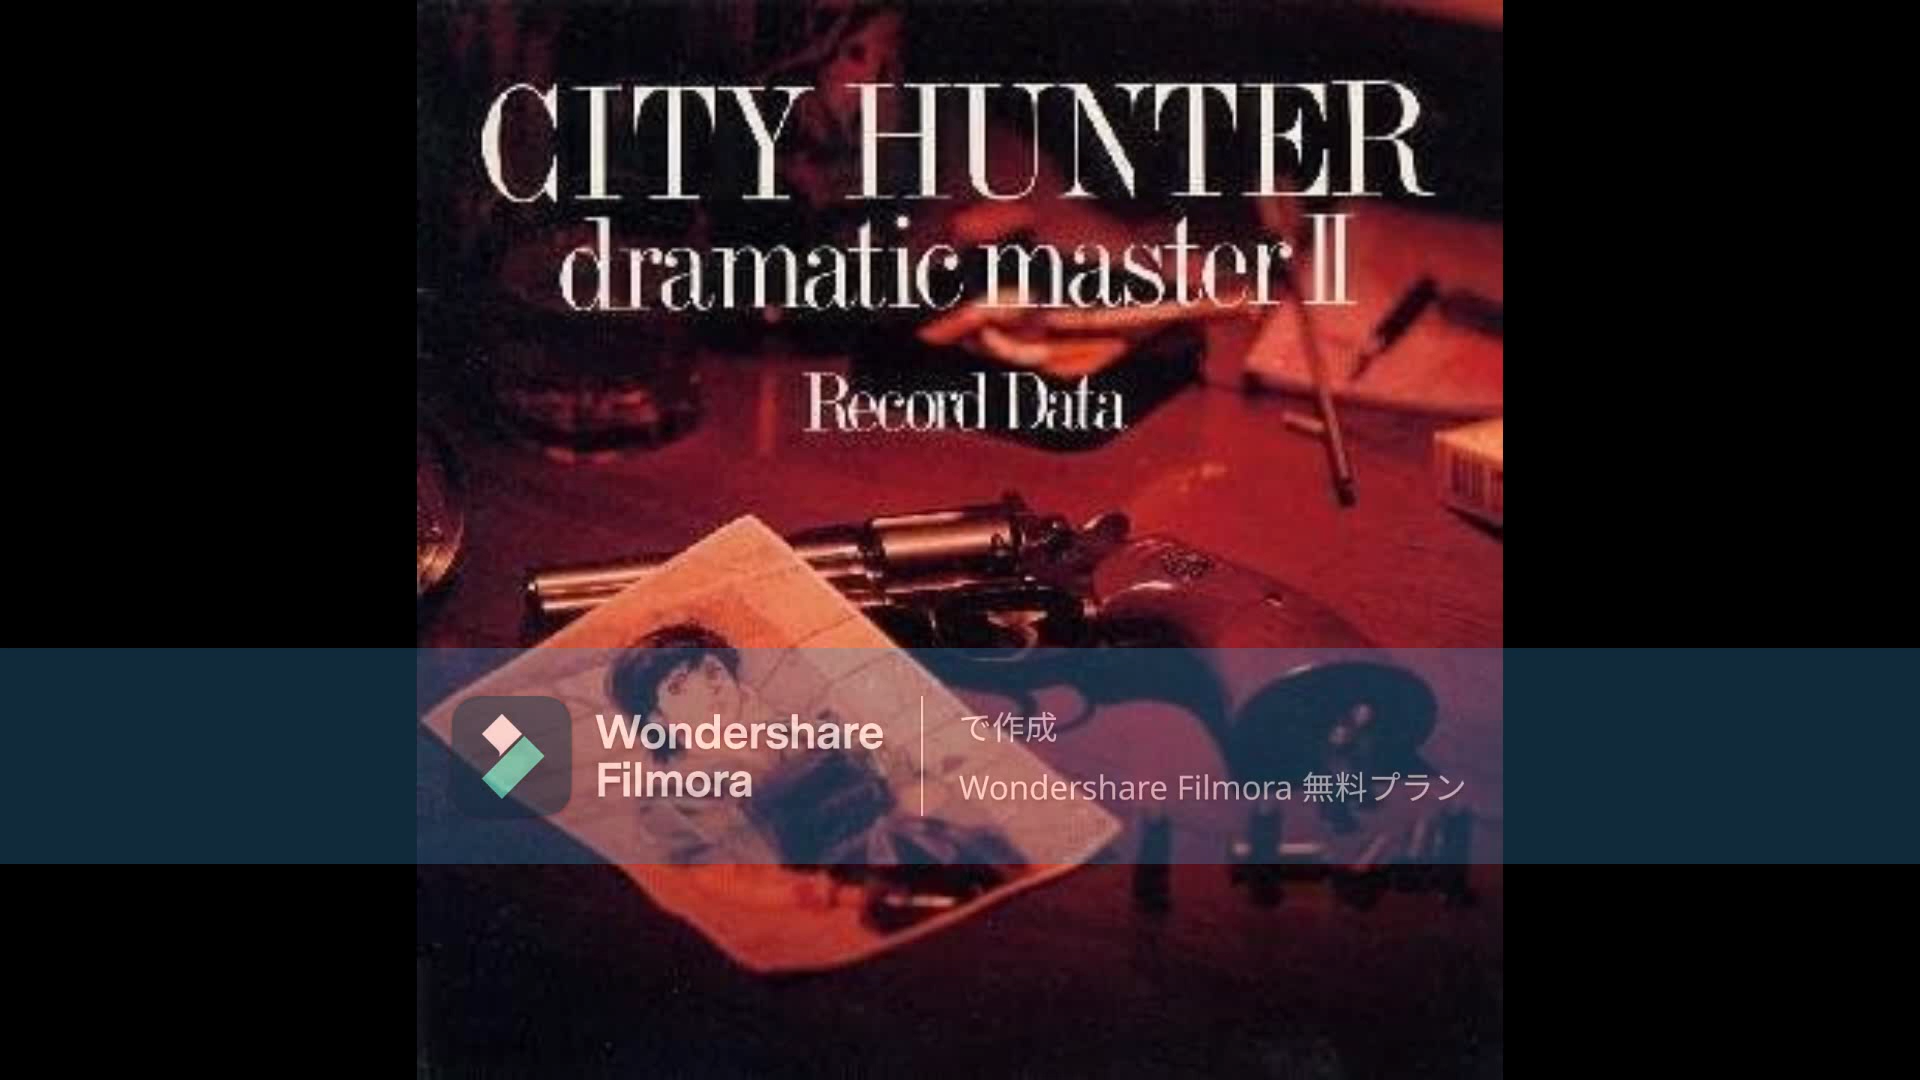 CITY HUNTER
dramatic master II
Record Data
Wondershare
Filmora
で作成
Wondershare Filmora 無料プラン